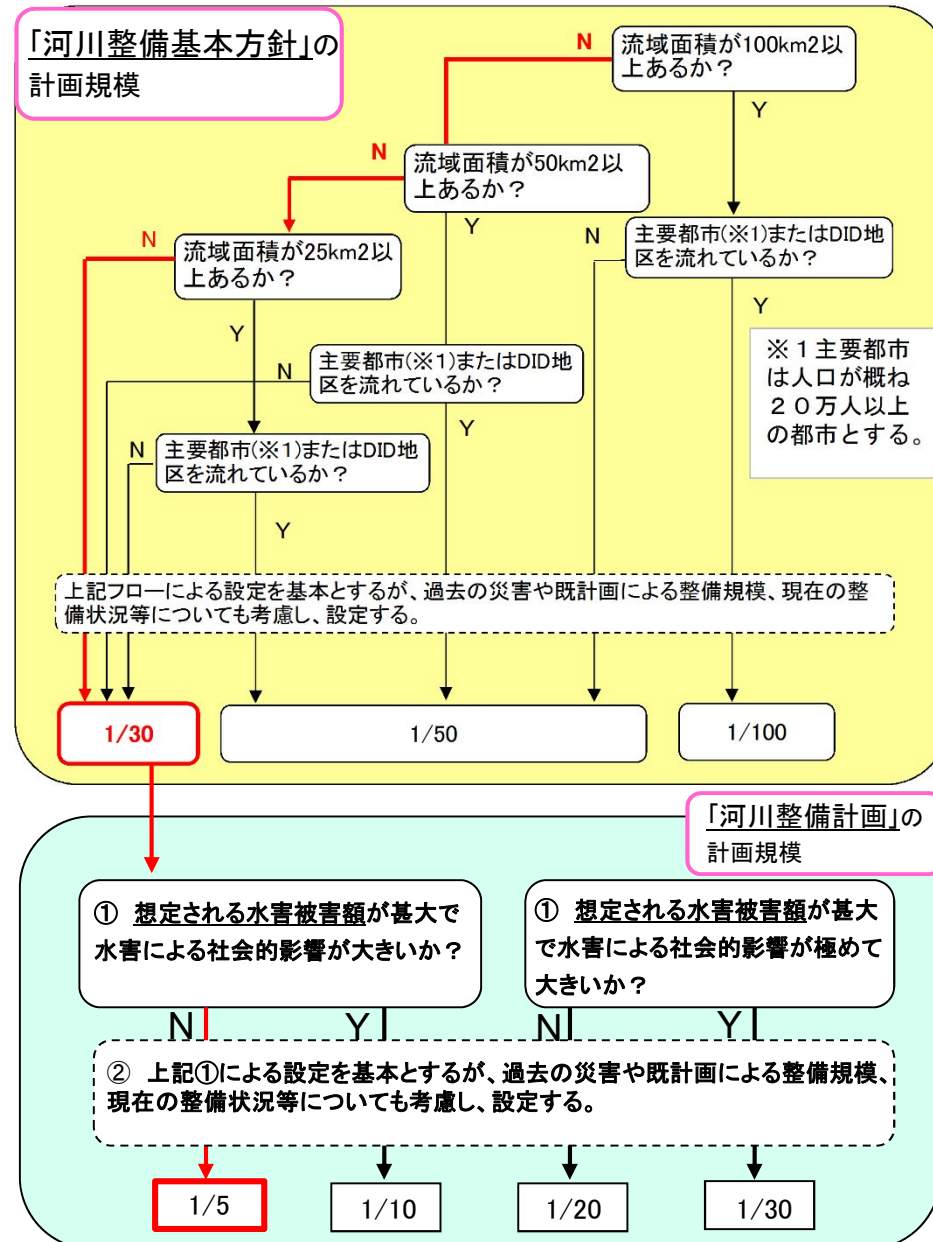 「河川整備基本方針」の
計画規模
流域面積が100km2以
上あるか？
N
Y
流域面積が50km2以
上あるか？
N
Y
主要都市(※1)またはDID地
区を流れているか？
N
Y
流域面積が25km2以
上あるか？
N
Y
※１主要都市
は人口が概ね
２０万人以上
の都市とする。
主要都市(※1)またはDID地
区を流れているか？
N
Y
主要都市(※1)またはDID地
区を流れているか？
N
Y
上記フローによる設定を基本とするが、過去の災害や既計画による整備規模、現在の整
備状況等についても考慮し、設定する。
1/30
1/50
1/100
「河川整備計画」の
計画規模
① 想定される水害被害額が甚大で
水害による社会的影響が大きいか？
① 想定される水害被害額が甚大
で水害による社会的影響が極めて
大きいか？
N
Y
N
Y
② 上記①による設定を基本とするが、過去の災害や既計画による整備規模、
現在の整備状況等についても考慮し、設定する。
1/5
1/10
1/20
1/30